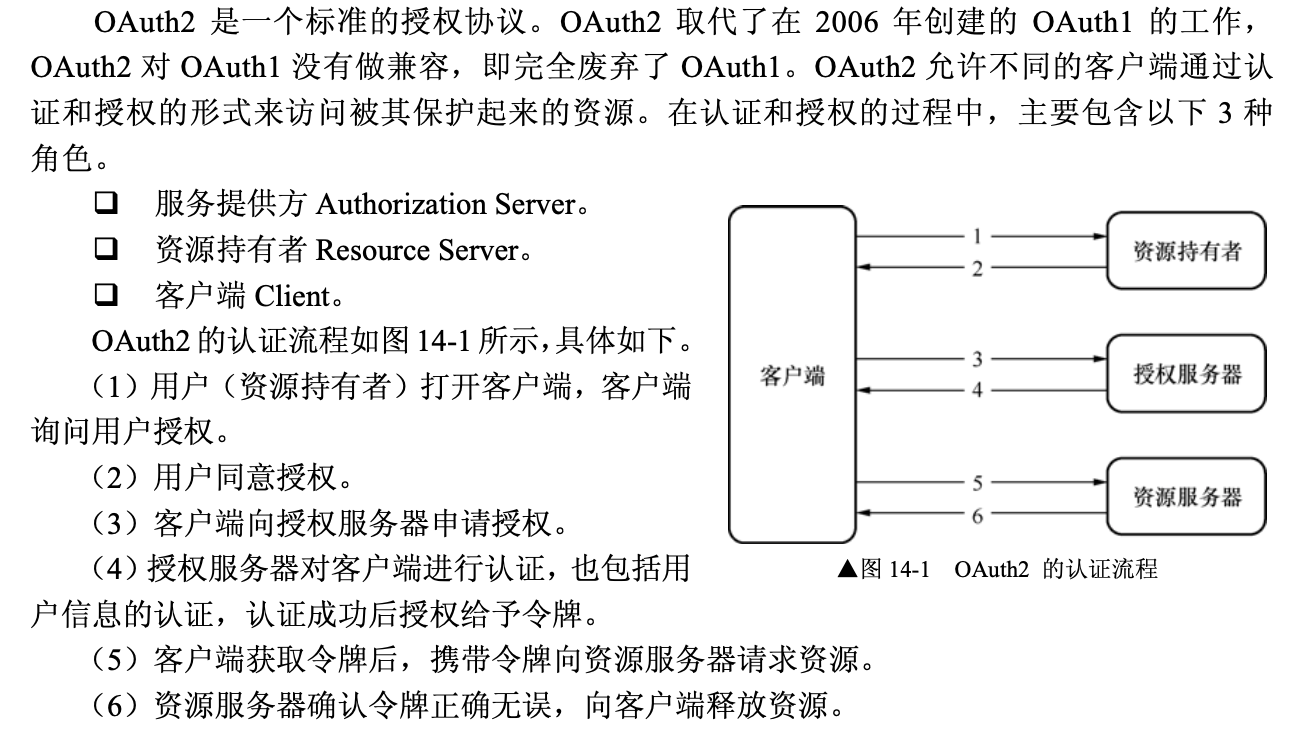 OAuth2 是一个标准的授权协议。OAuth2 取代了在 2006 年创建的 OAuth1 的工作，
OAuth2 对 OAuth1 没有做兼容，即完全废弃了 OAuth1。OAuth2 允许不同的客户端通过认
证和授权的形式来访问被其保护起来的资源。在认证和授权的过程中，主要包含以下 3 种
角色。
❑ 服务提供方 Authorization Server。
❑ 资源持有者 Resource Server。
❑ 客户端 Client。
OAuth2 的认证流程如图 14-1 所示，具体如下。
（1）用户（资源持有者）打开客户端，客户端
询问用户授权。
（2）用户同意授权。
（3）客户端向授权服务器申请授权。
（4）授权服务器对客户端进行认证，也包括用
户信息的认证，认证成功后授权给予令牌。
（5）客户端获取令牌后，携带令牌向资源服务器请求资源。
（6）资源服务器确认令牌正确无误，向客户端释放资源。
客户端
1
2
资源持有者
3
4
授权服务器
5
6
资源服务器
▲图 14-1 OAuth2 的认证流程